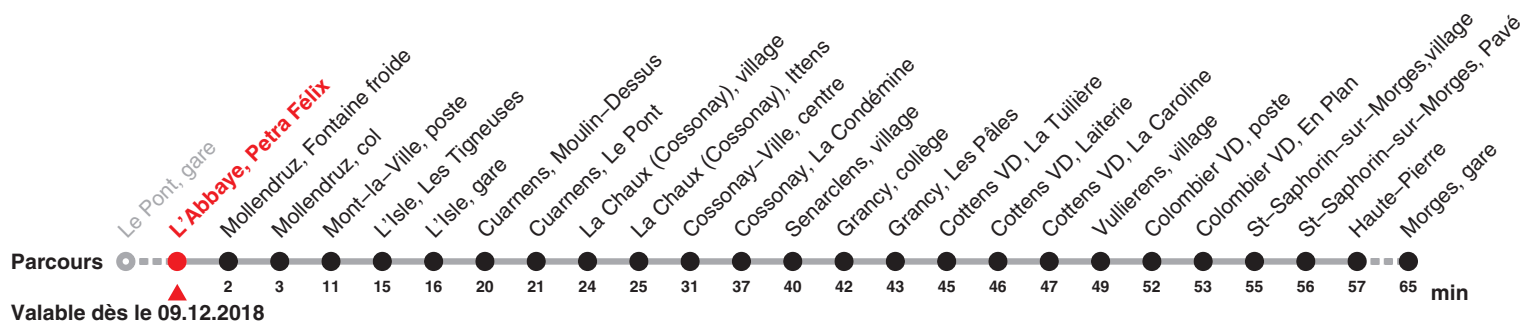 Le Pont, gare
L'Abbaye, Petra Félix
Mollendruz, Fontaine froide
Mollendruz, col
Mont–la–Ville, poste
L'Isle, Les Tigneuses
L'Isle, gare
Cuarnens, Moulin–Dessus
Cuarnens, Le Pont
La Chaux (Cossonay), village
La Chaux (Cossonay), Ittens
Cossonay–Ville, centre
Cossonay, La Condémine
Senarclens, village
Grancy, collège
Grancy, Les Pâles
Cottens VD, La Tuilière
Cottens VD, Laiterie
Cottens VD, La Caroline
Vullierens, village
Colombier VD, poste
Colombier VD, En Plan
St–Saphorin–sur–Morges,village
St–Saphorin–sur–Morges, Pavé
Haute–Pierre
Morges, gare
Parcours
2 3 11 15 16 20 21 24 25 31 37 40 42 43 45 46 47 49 52 53 55 56 57 65 min
Valable dès le 09.12.2018